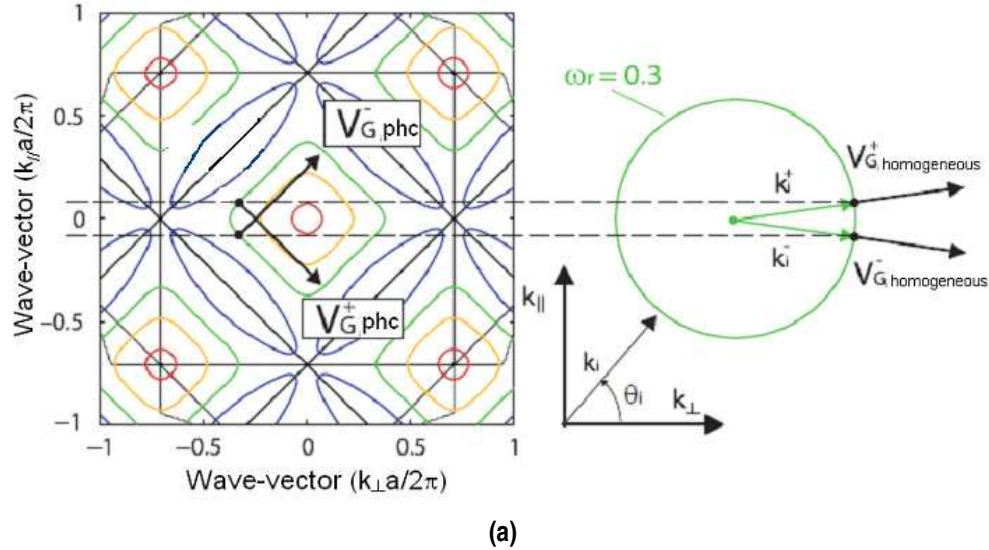 1
0.5
0
−0.5
−1
Wave-vector (k//a/2π)
−1
−0.5
0
0.5
1
Wave-vector (k⊥a/2π)
V⁻G, phc
V⁺G phc
ωr = 0.3
k⁺i
k⁻i
V⁺G, homogeneous
V⁻G, homogeneous
k||
ki
θi
k⊥
(a)